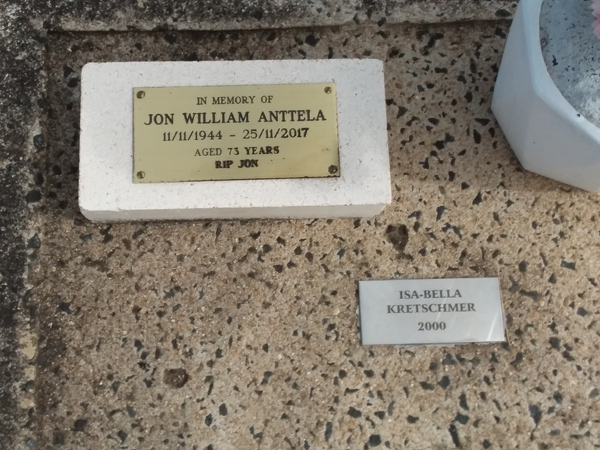 IN MEMORY OF
JON WILLIAM ANTTELA
11/11/1944 - 25/11/2017
AGED 73 YEARS
RIP JON
ISA-BELLA
KRETSCHMER
2000